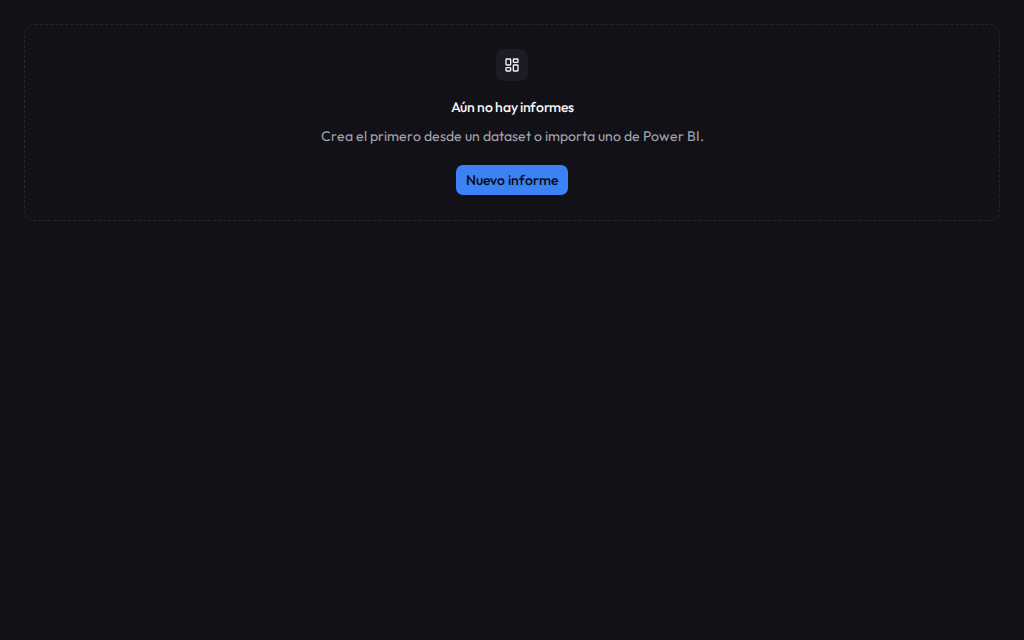 Aún no hay informes
Crea el primero desde un dataset o importa uno de Power BI.
Nuevo informe